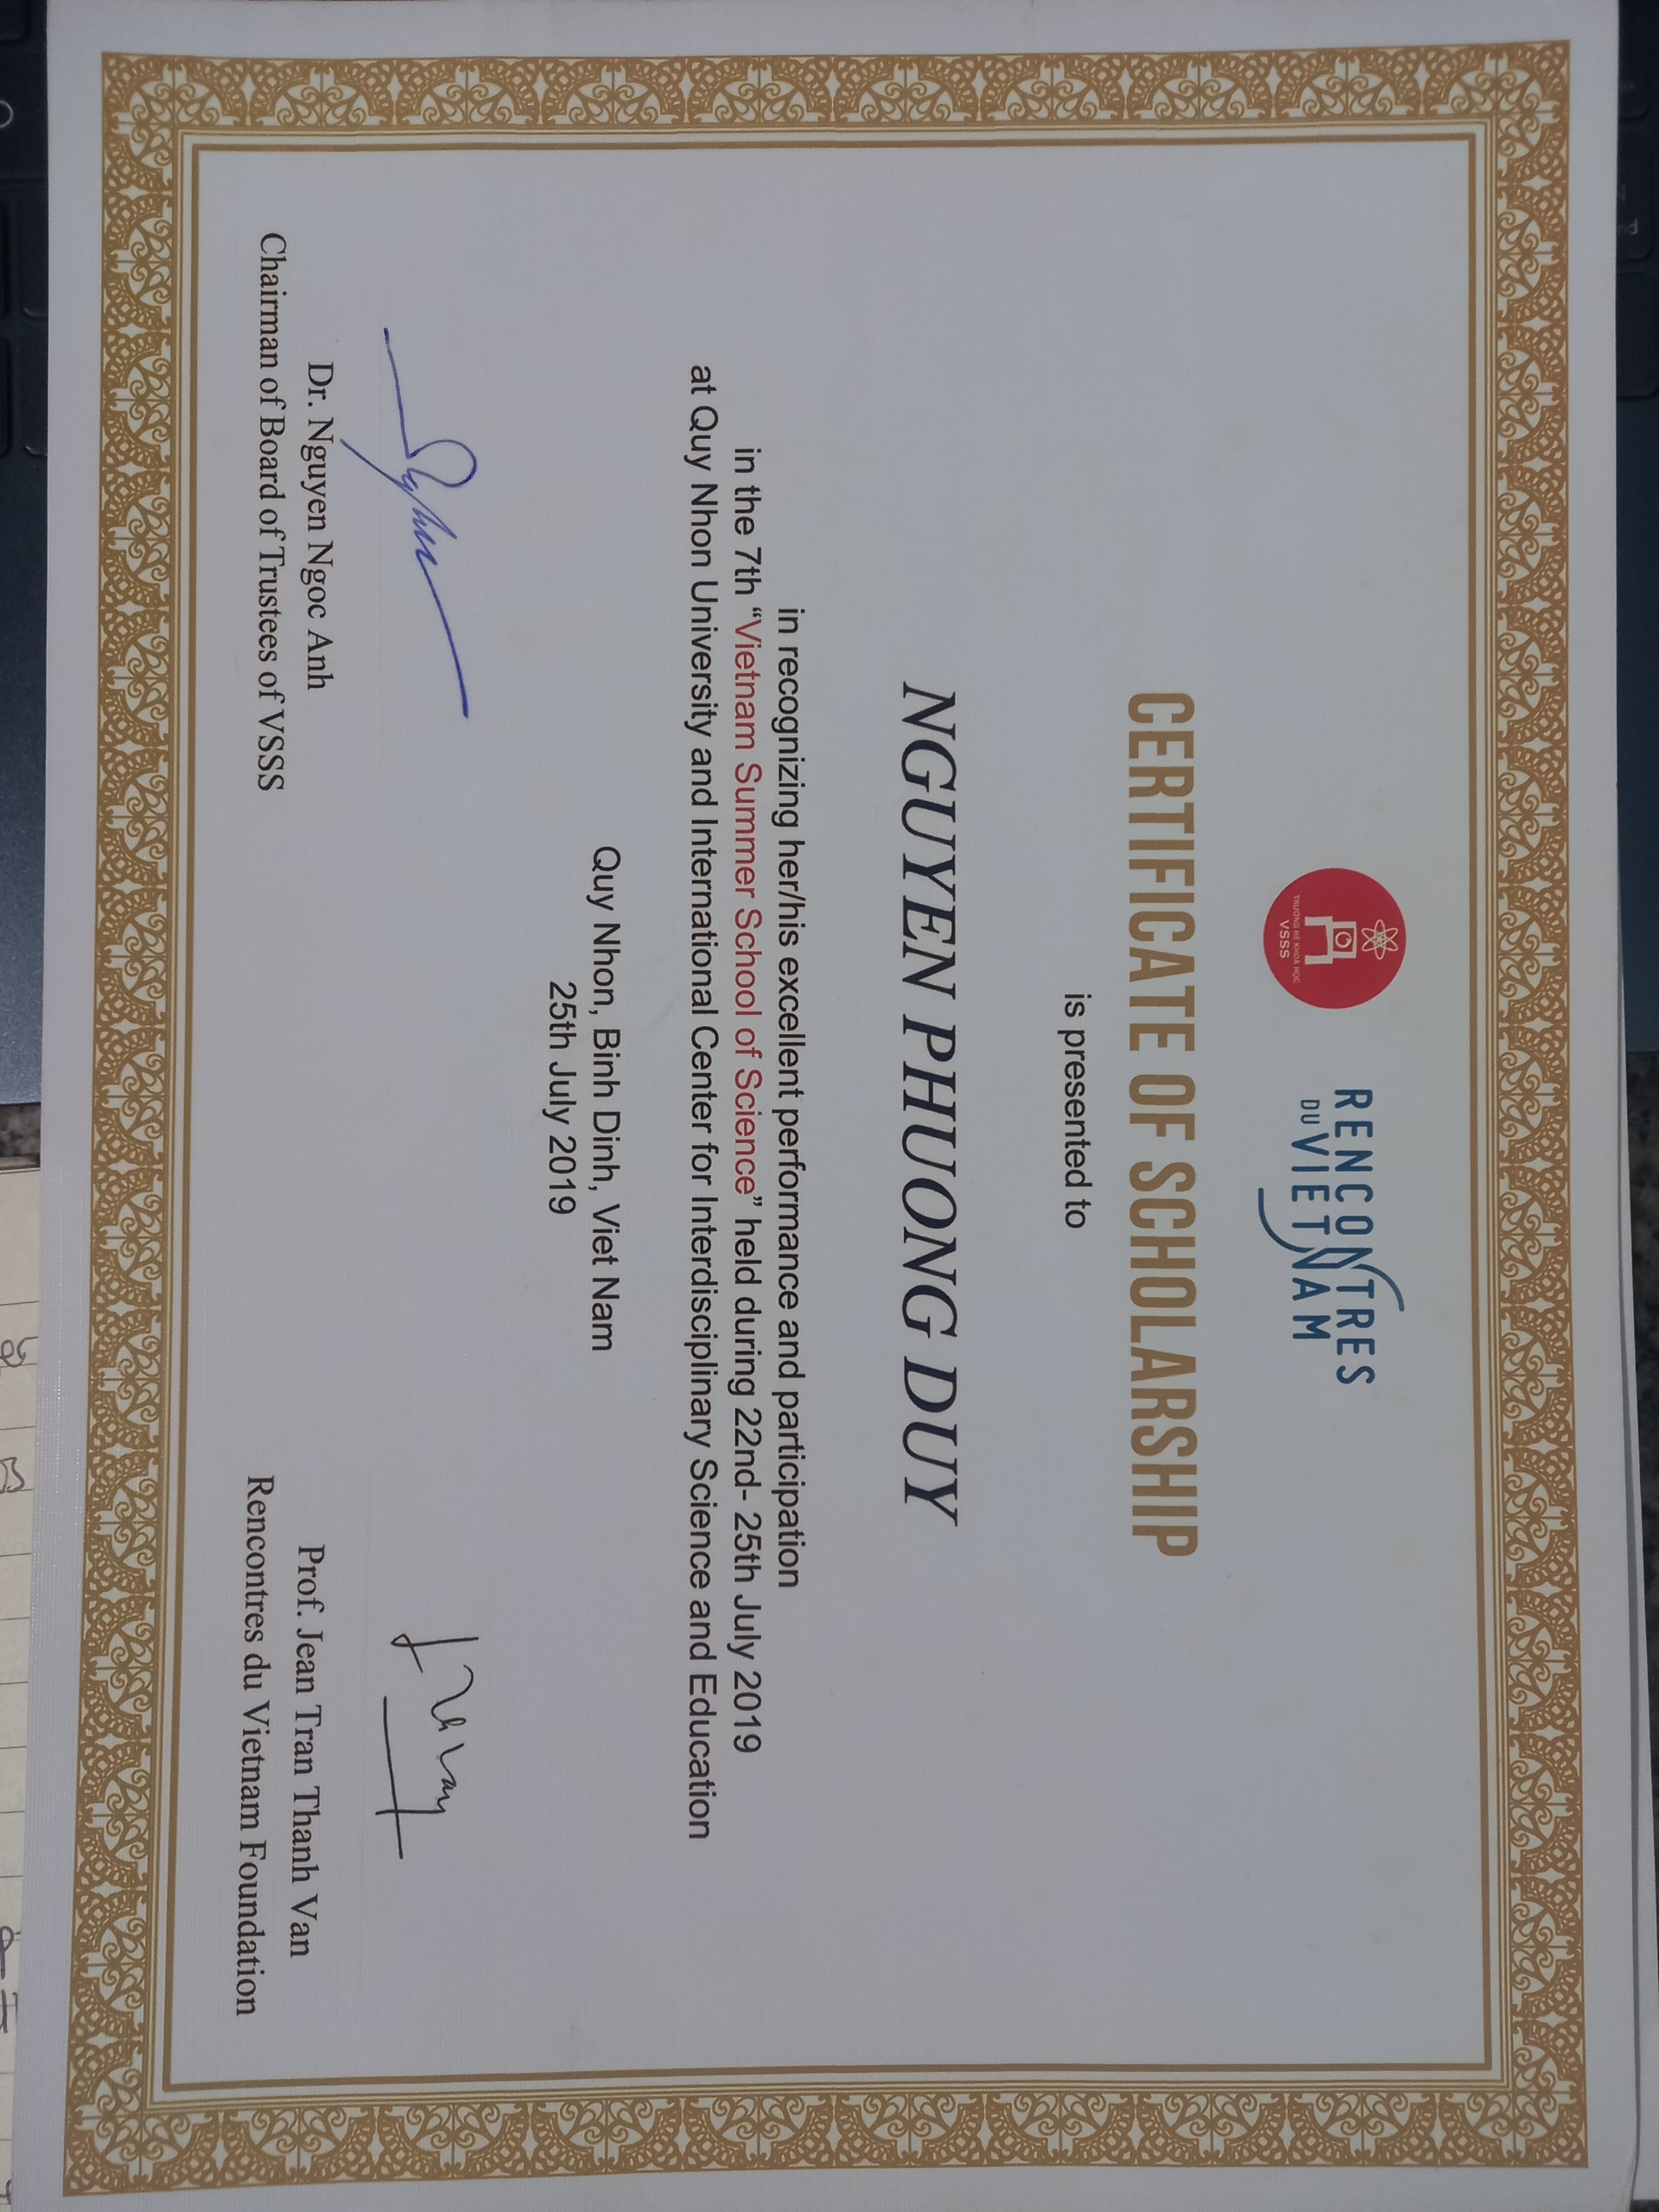 TRƯỜNG HÈ KHOA HỌC
VSSS
RENCONTRES
DU VIETNAM
CERTIFICATE OF SCHOLARSHIP
is presented to
NGUYEN PHUONG DUY
in recognizing her/his excellent performance and participation
in the 7th “Vietnam Summer School of Science” held during 22nd- 25th July 2019
at Quy Nhon University and International Center for Interdisciplinary Science and Education
Quy Nhon, Binh Dinh, Viet Nam
25th July 2019
Dr. Nguyen Ngoc Anh
Chairman of Board of Trustees of VSSS
Prof. Jean Tran Thanh Van
Rencontres du Vietnam Foundation